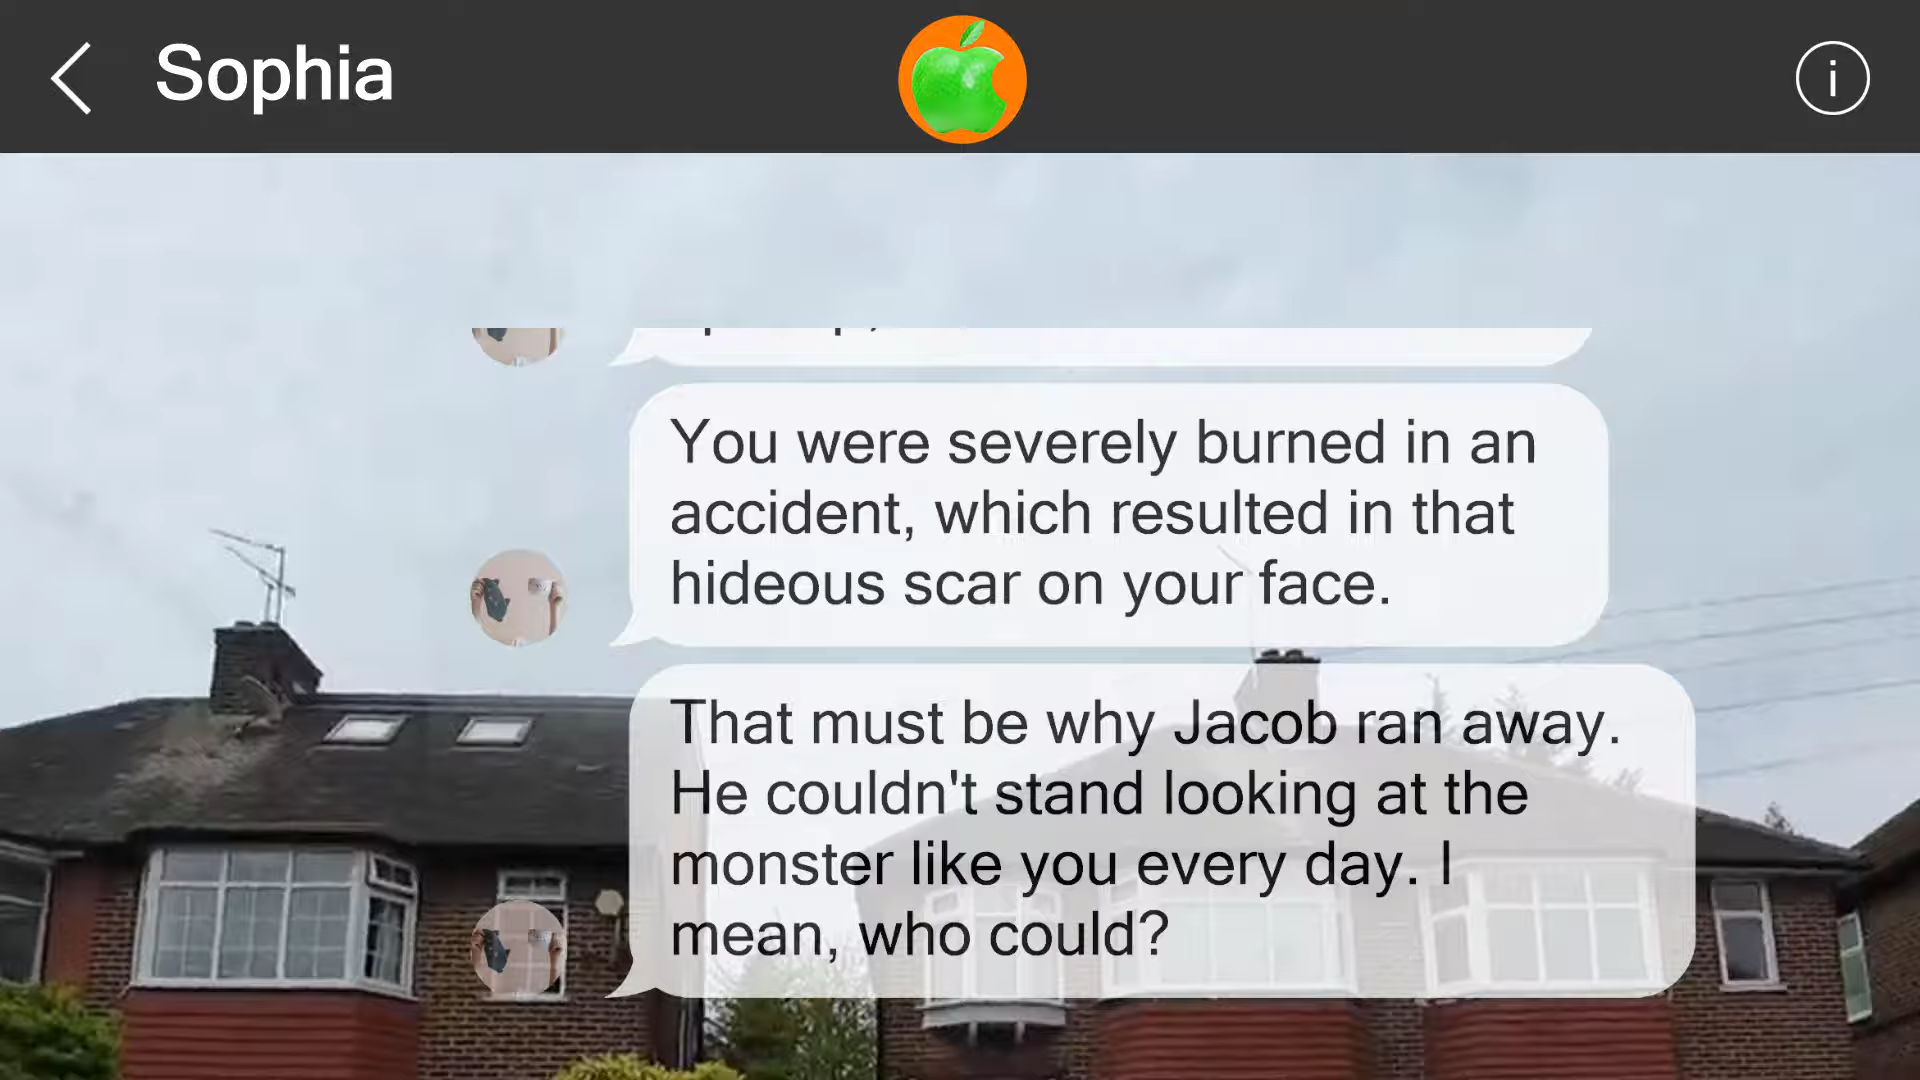 Sophia
You were severely burned in an
accident, which resulted in that
hideous scar on your face.
That must be why Jacob ran away.
He couldn't stand looking at the
monster like you every day. I
mean, who could?